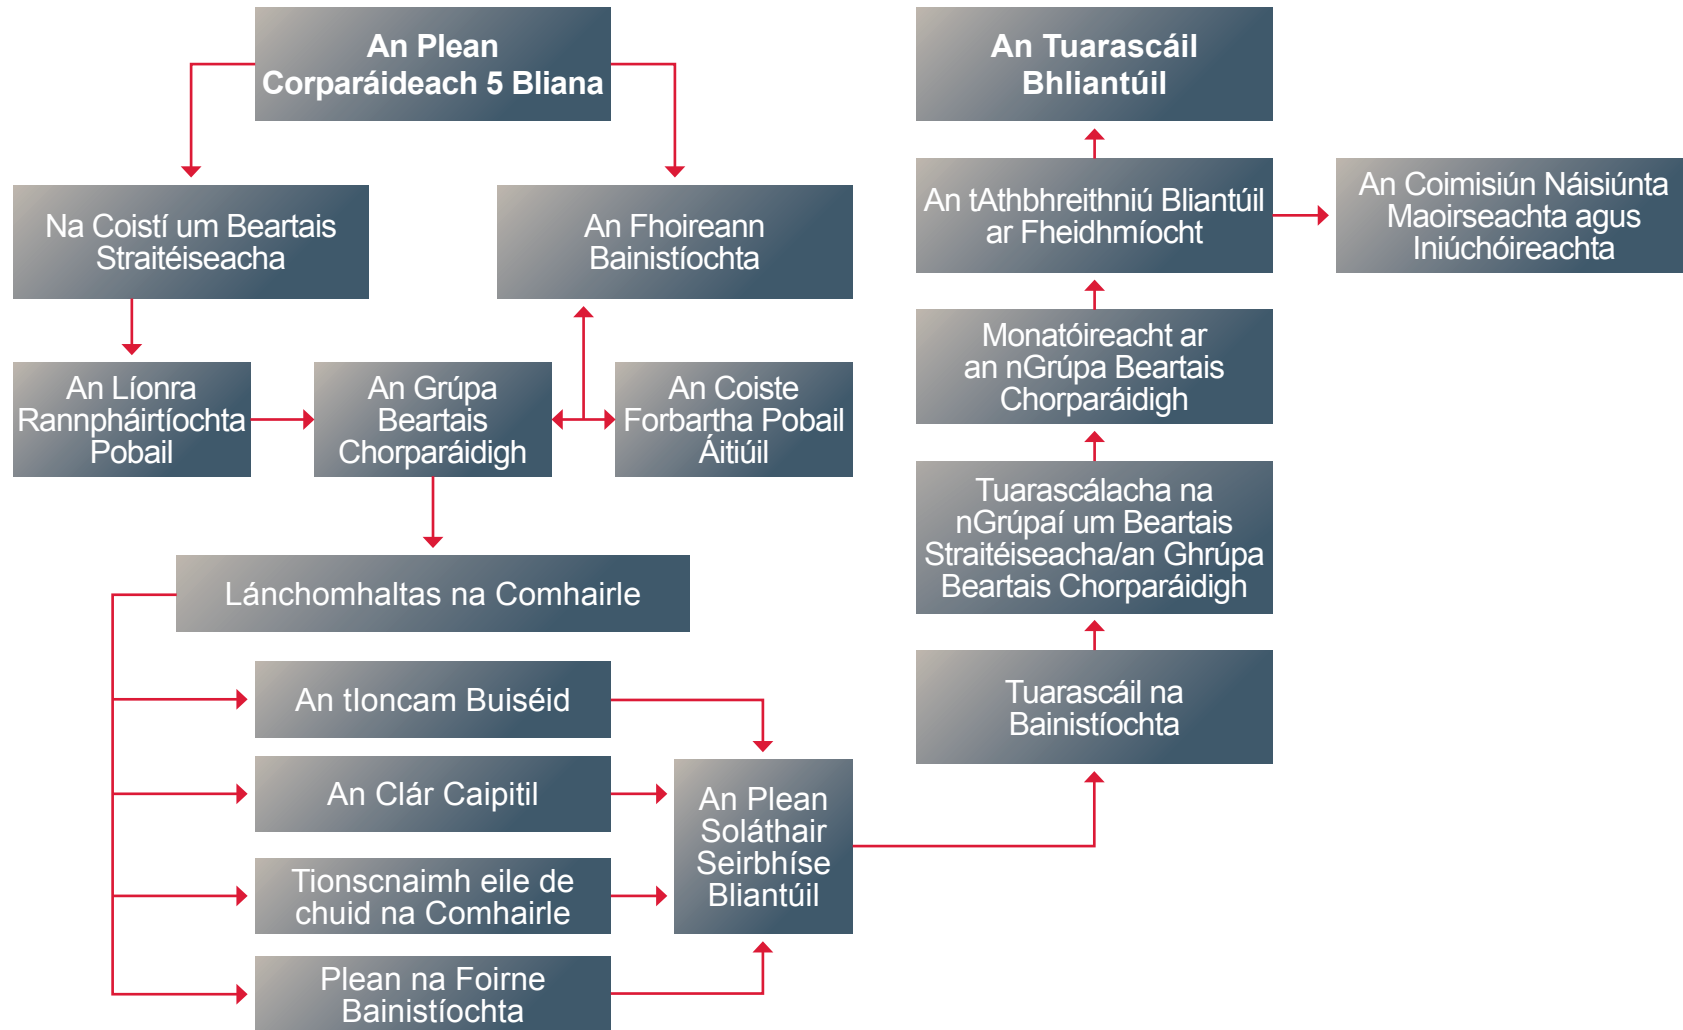 An Plean
Corparáideach 5 Bliana
Na Coistí um Beartais
Straitéiseacha
An Fhoireann
Bainistíochta
An Líonra
Rannpháirtíochta
Pobail
An Grúpa
Beartais
Chorparáidigh
An Coiste
Forbartha Pobail
Áitiúil
Lánchomhaltas na Comhairle
An tIoncam Buiséid
An Clár Caipitil
Tionscnaimh eile de
chuid na Comhairle
Plean na Foirne
Bainistíochta
An Plean
Soláthair
Seirbhíse
Bliantúil
An Tuarascáil
Bhliantúil
An tAthbhreithniú Bliantúil
ar Fheidhmíocht
An Coimisiún Náisiúnta
Maoirseachta agus
Iniúchóireachta
Monatóireacht ar
an nGrúpa Beartais
Chorparáidigh
Tuarascálacha na
nGrúpaí um Beartais
Straitéiseacha/an Ghrúpa
Beartais Chorparáidigh
Tuarascáil na
Bainistíochta